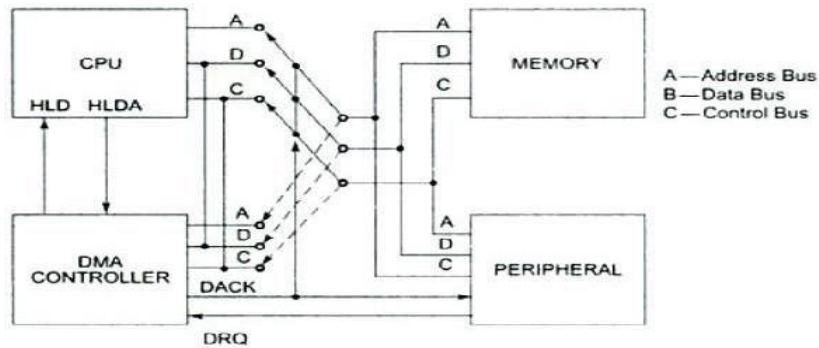 CPU
HLD HLDA
A
D
C
A
D
C
MEMORY
A—Address Bus
B—Data Bus
C—Control Bus
DMA
CONTROLLER
A
D
C
DACK
DRQ
A
D
C
PERIPHERAL